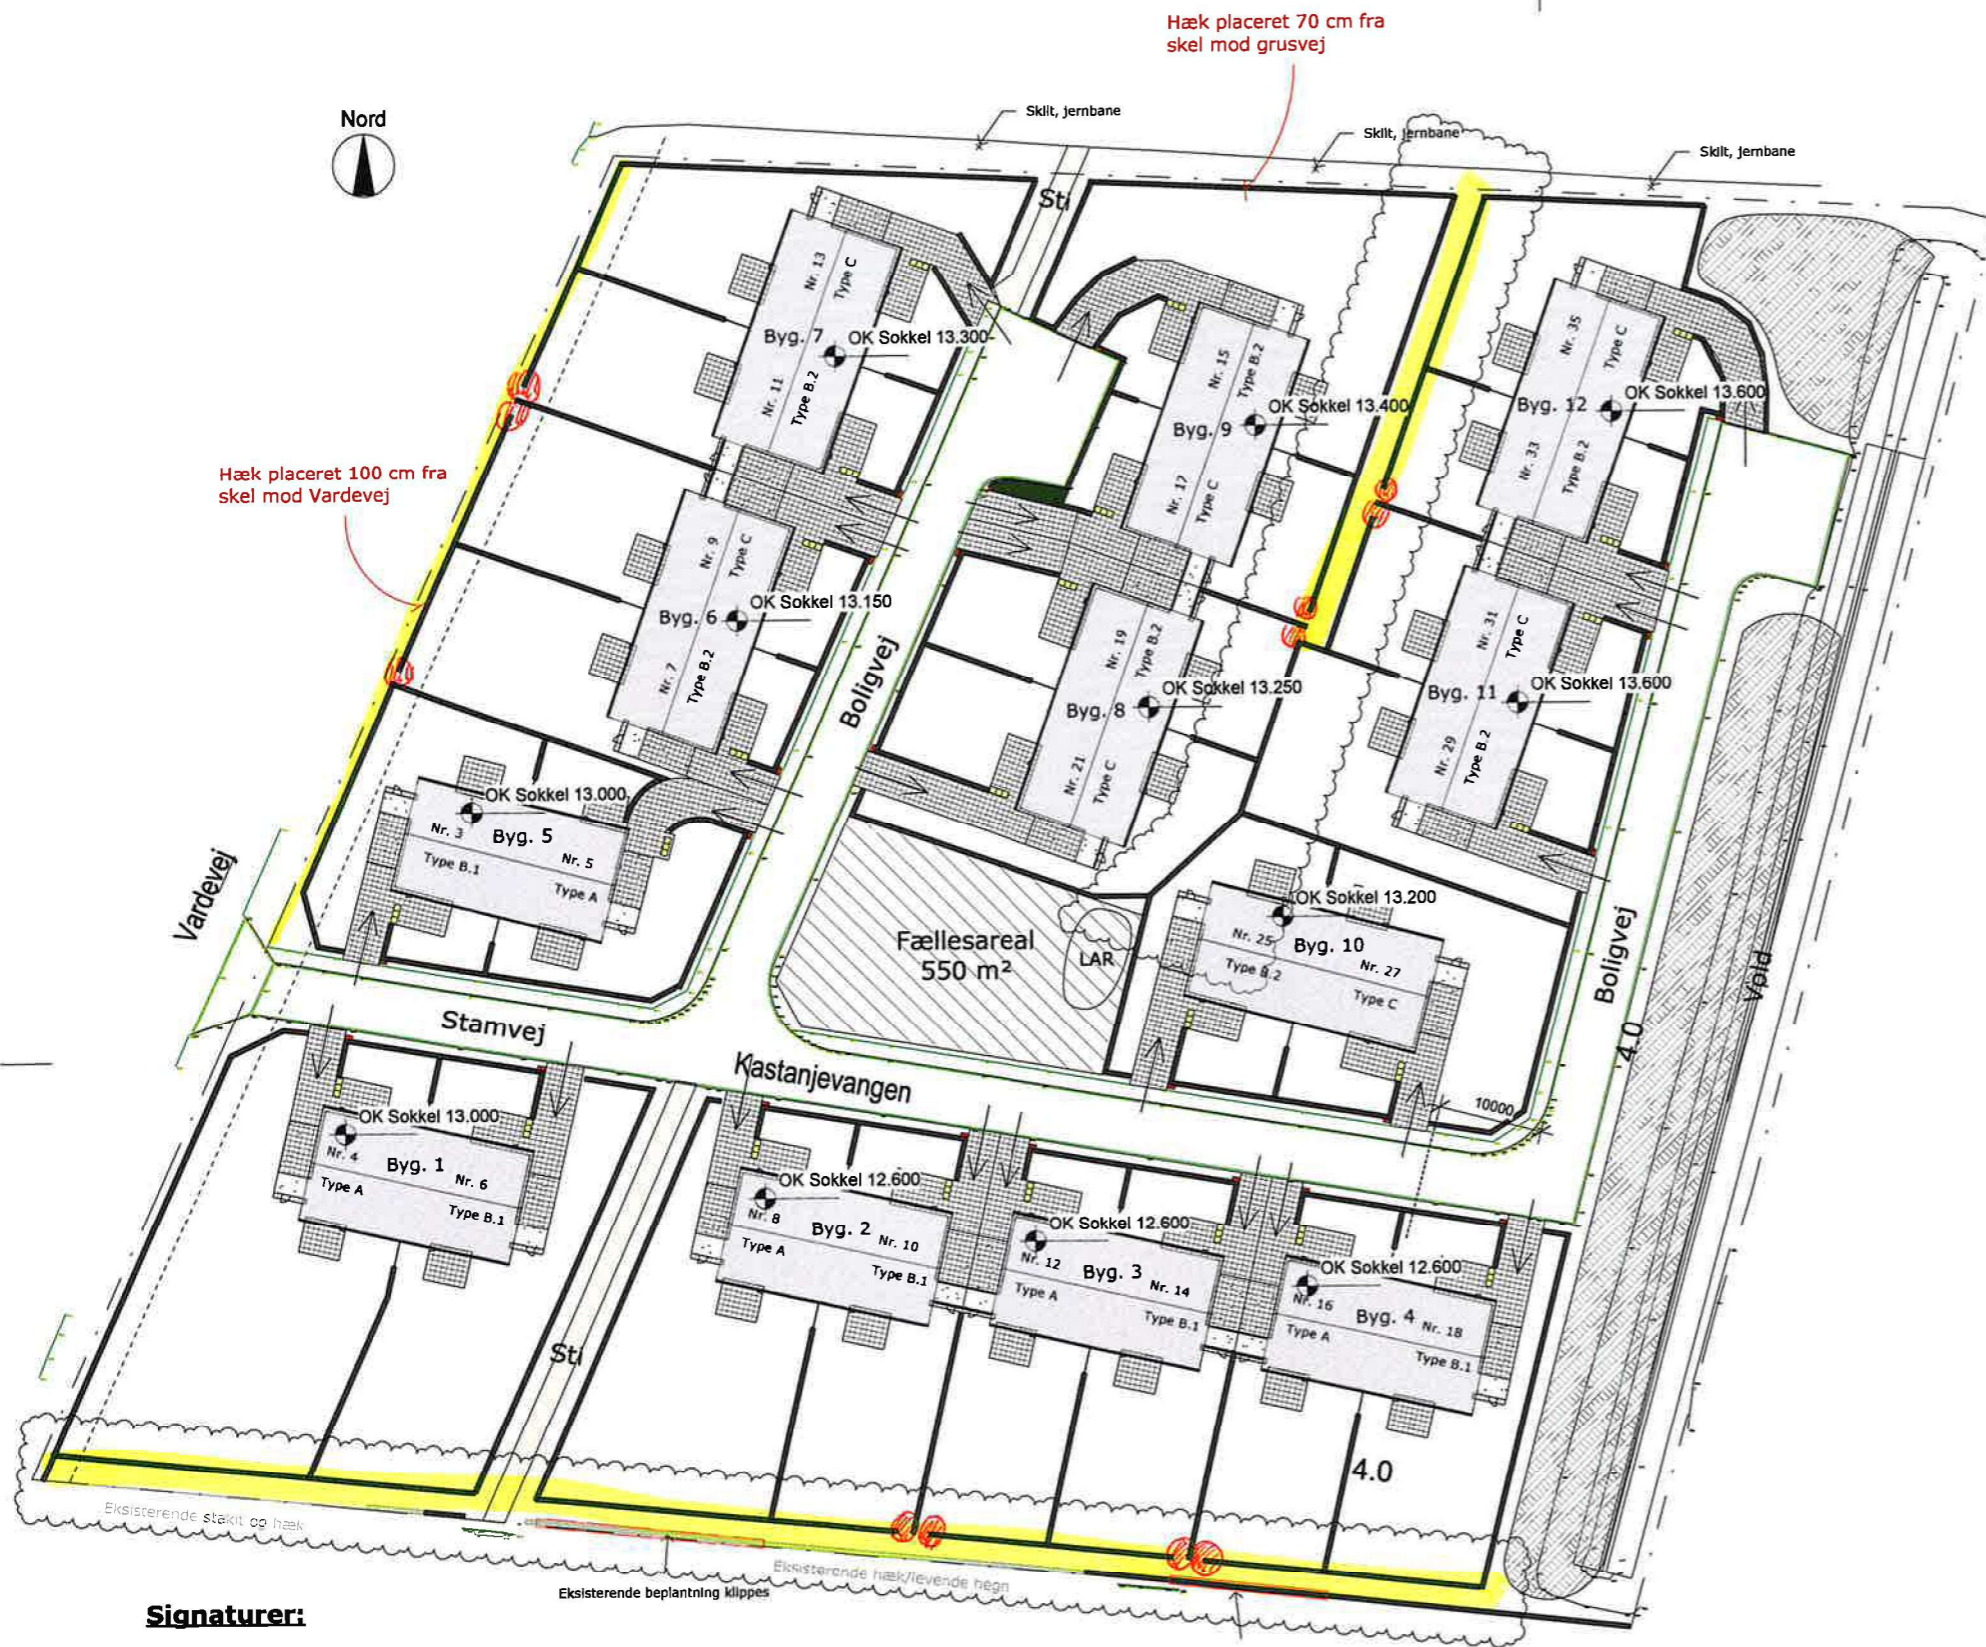 Hæk placeret 70 cm fra
skel mod grusvej
Nord
Skilt, jernbane
Skilt, jernbane
Skilt, jernbane
Sti
Nr. 13
Type C
Byg. 7
OK Sokkel 13.300
Nr. 11
Type B.2
Nr. 15
Type B.2
OK Sokkel 13.400
Byg. 9
Nr. 17
Type C
Nr. 35
Type C
OK Sokkel 13.600
Byg. 12
Nr. 33
Type B.2
Hæk placeret 100 cm fra
skel mod Vardevej
Nr. 9
Type C
OK Sokkel 13.150
Byg. 6
Nr. 7
Type B.2
Boligvej
Nr. 19
Type B.2
OK Sokkel 13.250
Byg. 8
Nr. 21
Type C
Nr. 31
Type C
OK Sokkel 13.600
Byg. 11
Nr. 29
Type B.2
OK Sokkel 13.000
Nr. 3
Byg. 5
Nr. 5
Type B.1
Type A
Vardevej
Fællesareal
550 m²
LAR
OK Sokkel 13.200
Nr. 25
Byg. 10
Nr. 27
Type B.2
Type C
Boligvej
4.0
Vold
Stamvej
Kastanjevangen
10000
OK Sokkel 13.000
Nr. 4
Byg. 1
Nr. 6
Type A
Type B.1
OK Sokkel 12.600
Nr. 8
Byg. 2
Nr. 10
Type A
Type B.1
OK Sokkel 12.600
Nr. 12
Byg. 3
Nr. 14
Type A
Type B.1
OK Sokkel 12.600
Nr. 16
Byg. 4
Nr. 18
Type A
Type B.1
Sti
4.0
Eksisterende stakit og hæk
Eksisterende hæk/levende hegn
Eksisterende beplantning klippes
Signaturer: